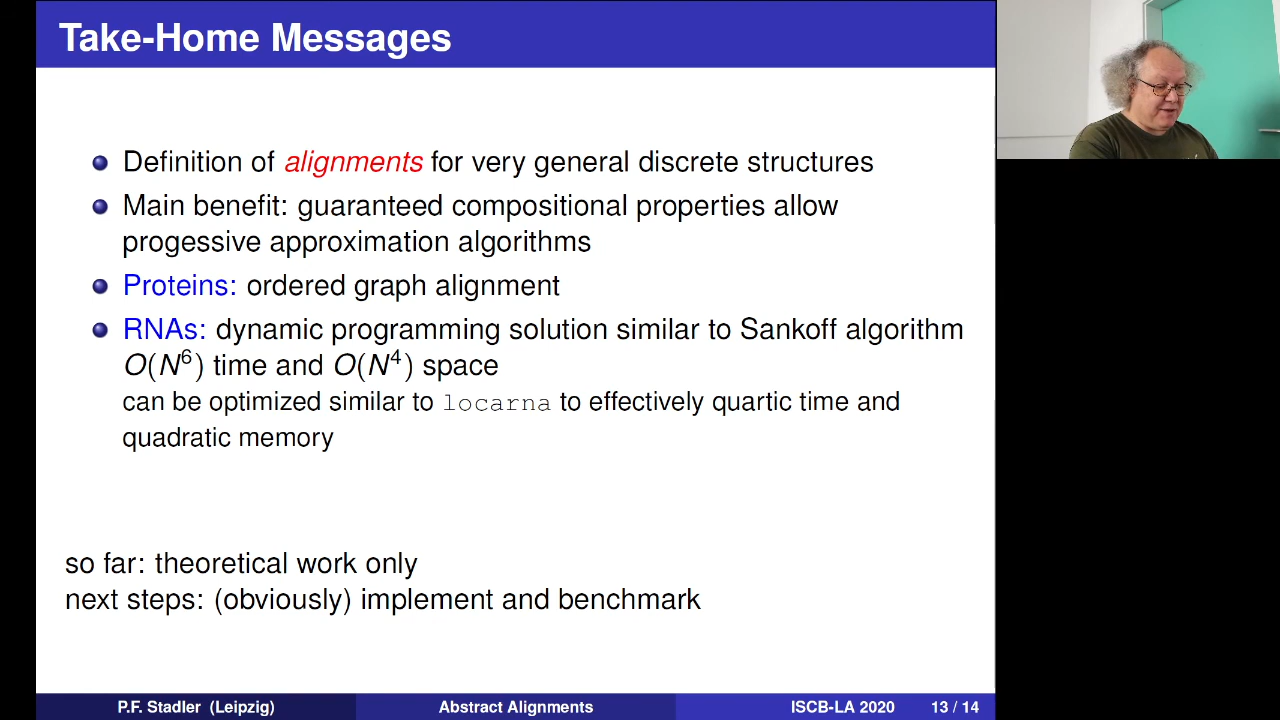 Take-Home Messages
Definition of alignments for very general discrete structures
Main benefit: guaranteed compositional properties allow
progessive approximation algorithms
Proteins: ordered graph alignment
RNAs: dynamic programming solution similar to Sankoff algorithm
O(N⁶) time and O(N⁴) space
can be optimized similar to locarna to effectively quartic time and
quadratic memory
so far: theoretical work only
next steps: (obviously) implement and benchmark
P.F. Stadler (Leipzig) Abstract Alignments ISCB-LA 2020 13 / 14